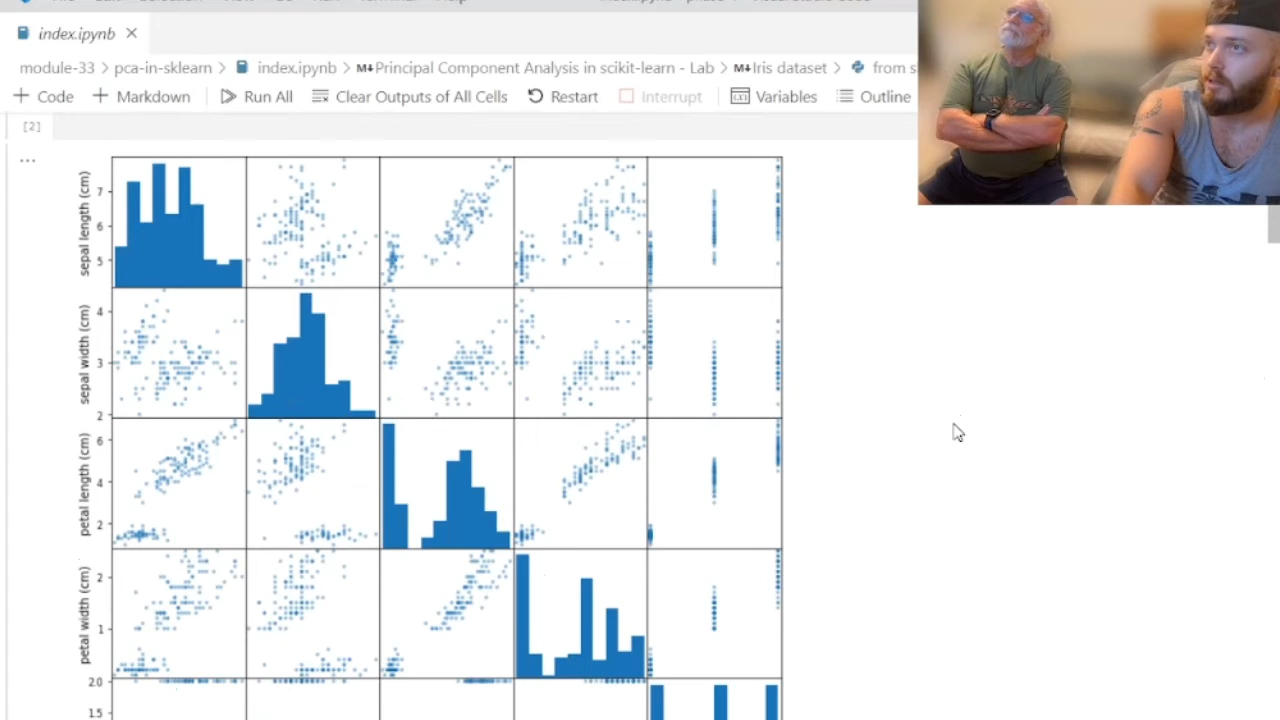 index.ipynb
module-33 > pca-in-sklearn > index.ipynb > M↓Principal Component Analysis in scikit-learn - Lab > M↓Iris dataset > from s
+ Code + Markdown Run All Clear Outputs of All Cells Restart Interrupt Variables Outline
[2]
...
sepal length (cm)
7
6
5
sepal width (cm)
4
3
2
petal length (cm)
6
4
2
petal width (cm)
2
1
2.0
1.5